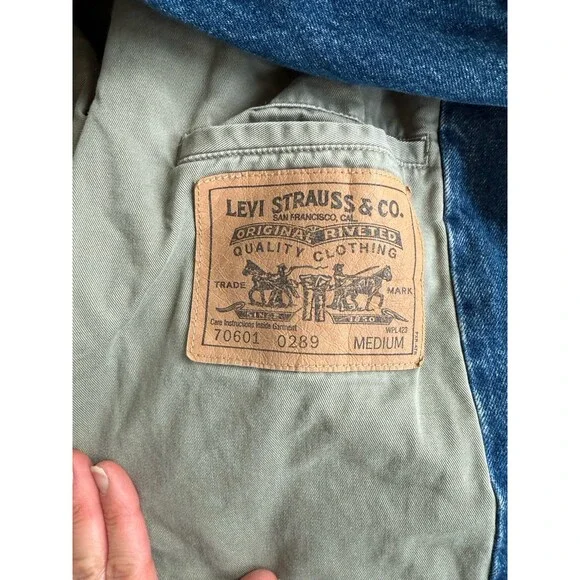 LEVI STRAUSS & CO.
SAN FRANCISCO, CAL.
ORIGINAL RIVETED
QUALITY CLOTHING
TRADE MARK
SINCE 1850
Care Instructions Inside Garment WPL423
70601 0289 MEDIUM